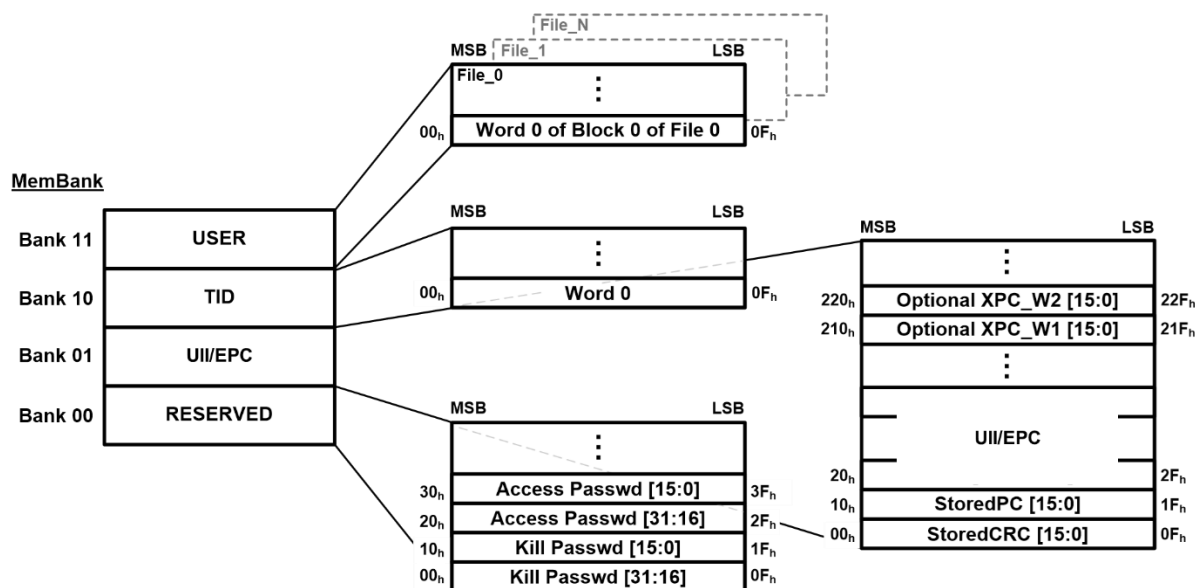 File_N
MSB File_1 LSB
File_0
⋮
00h Word 0 of Block 0 of File 0 0Fh
MemBank
Bank 11 USER
Bank 10 TID
Bank 01 UII/EPC
Bank 00 RESERVED
MSB LSB
⋮
00h Word 0 0Fh
MSB LSB
⋮
30h Access Passwd [15:0] 3Fh
20h Access Passwd [31:16] 2Fh
10h Kill Passwd [15:0] 1Fh
00h Kill Passwd [31:16] 0Fh
MSB LSB
⋮
220h Optional XPC_W2 [15:0] 22Fh
210h Optional XPC_W1 [15:0] 21Fh
⋮
UII/EPC
20h 2Fh
10h StoredPC [15:0] 1Fh
00h StoredCRC [15:0] 0Fh